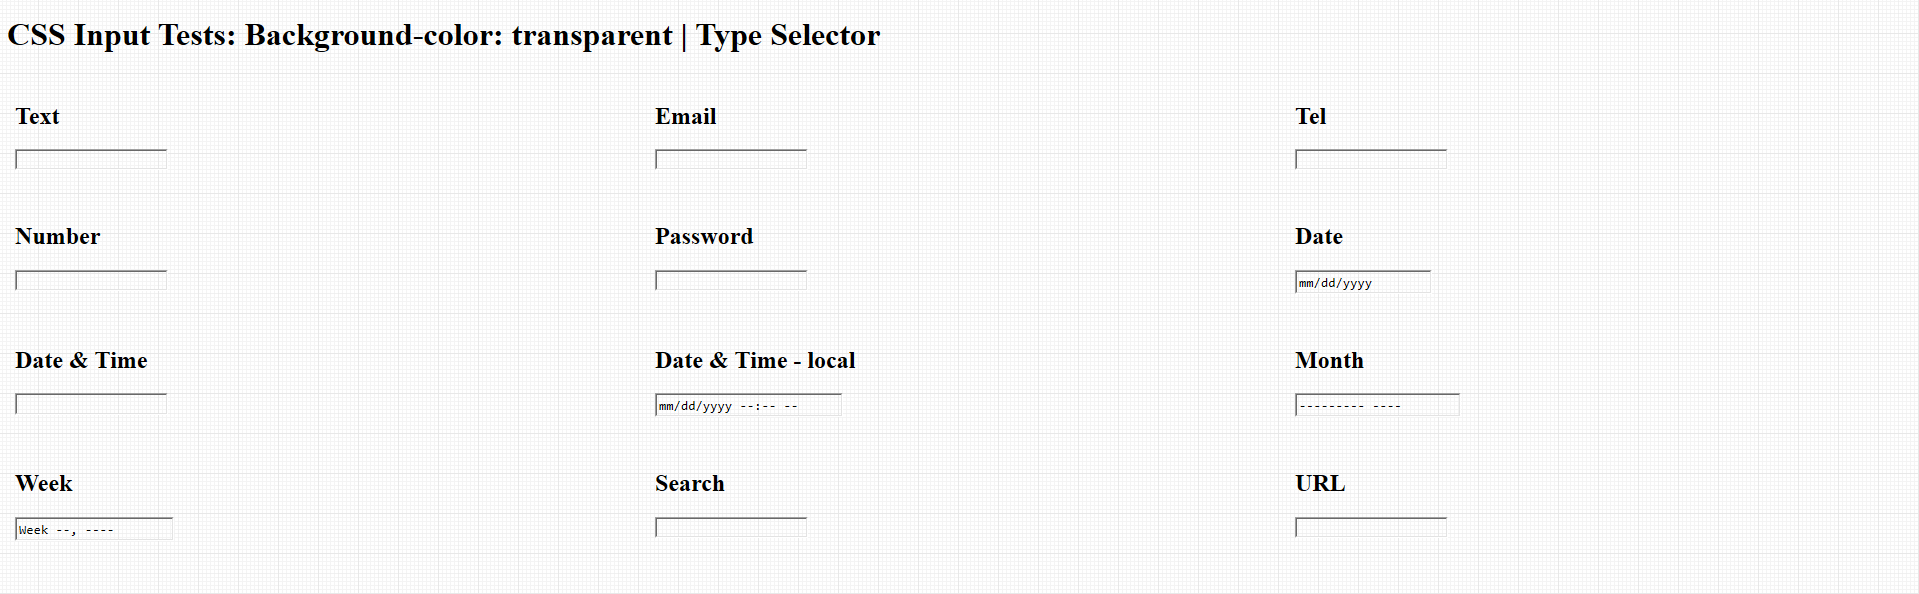 CSS Input Tests: Background-color: transparent | Type Selector
Text
Email
Tel
Number
Password
Date
mm/dd/yyyy
Date & Time
Date & Time - local
Month
mm/dd/yyyy --:-- --
--------- ----
Week
Search
URL
Week --, ----